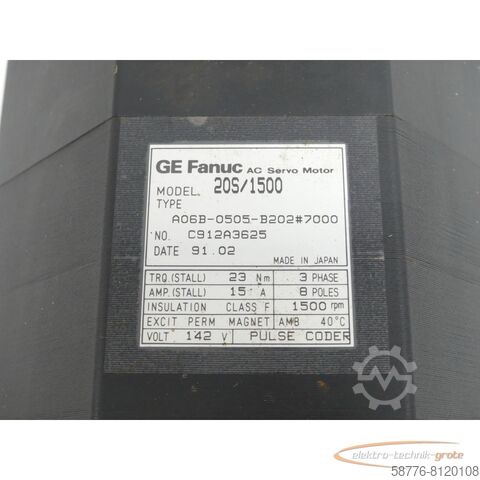 GE Fanuc AC Servo Motor
MODEL 20S/1500
TYPE
A06B-0505-B202#7000
NO. C912A3625
DATE 91.02
MADE IN JAPAN
TRQ.(STALL) 23 Nm 3 PHASE
AMP.(STALL) 15 A 8 POLES
INSULATION CLASS F 1500 rpm
EXCIT PERM MAGNET AMB 40°C
VOLT 142 V PULSE CODER
elektro-technik-grote
58776-8120108